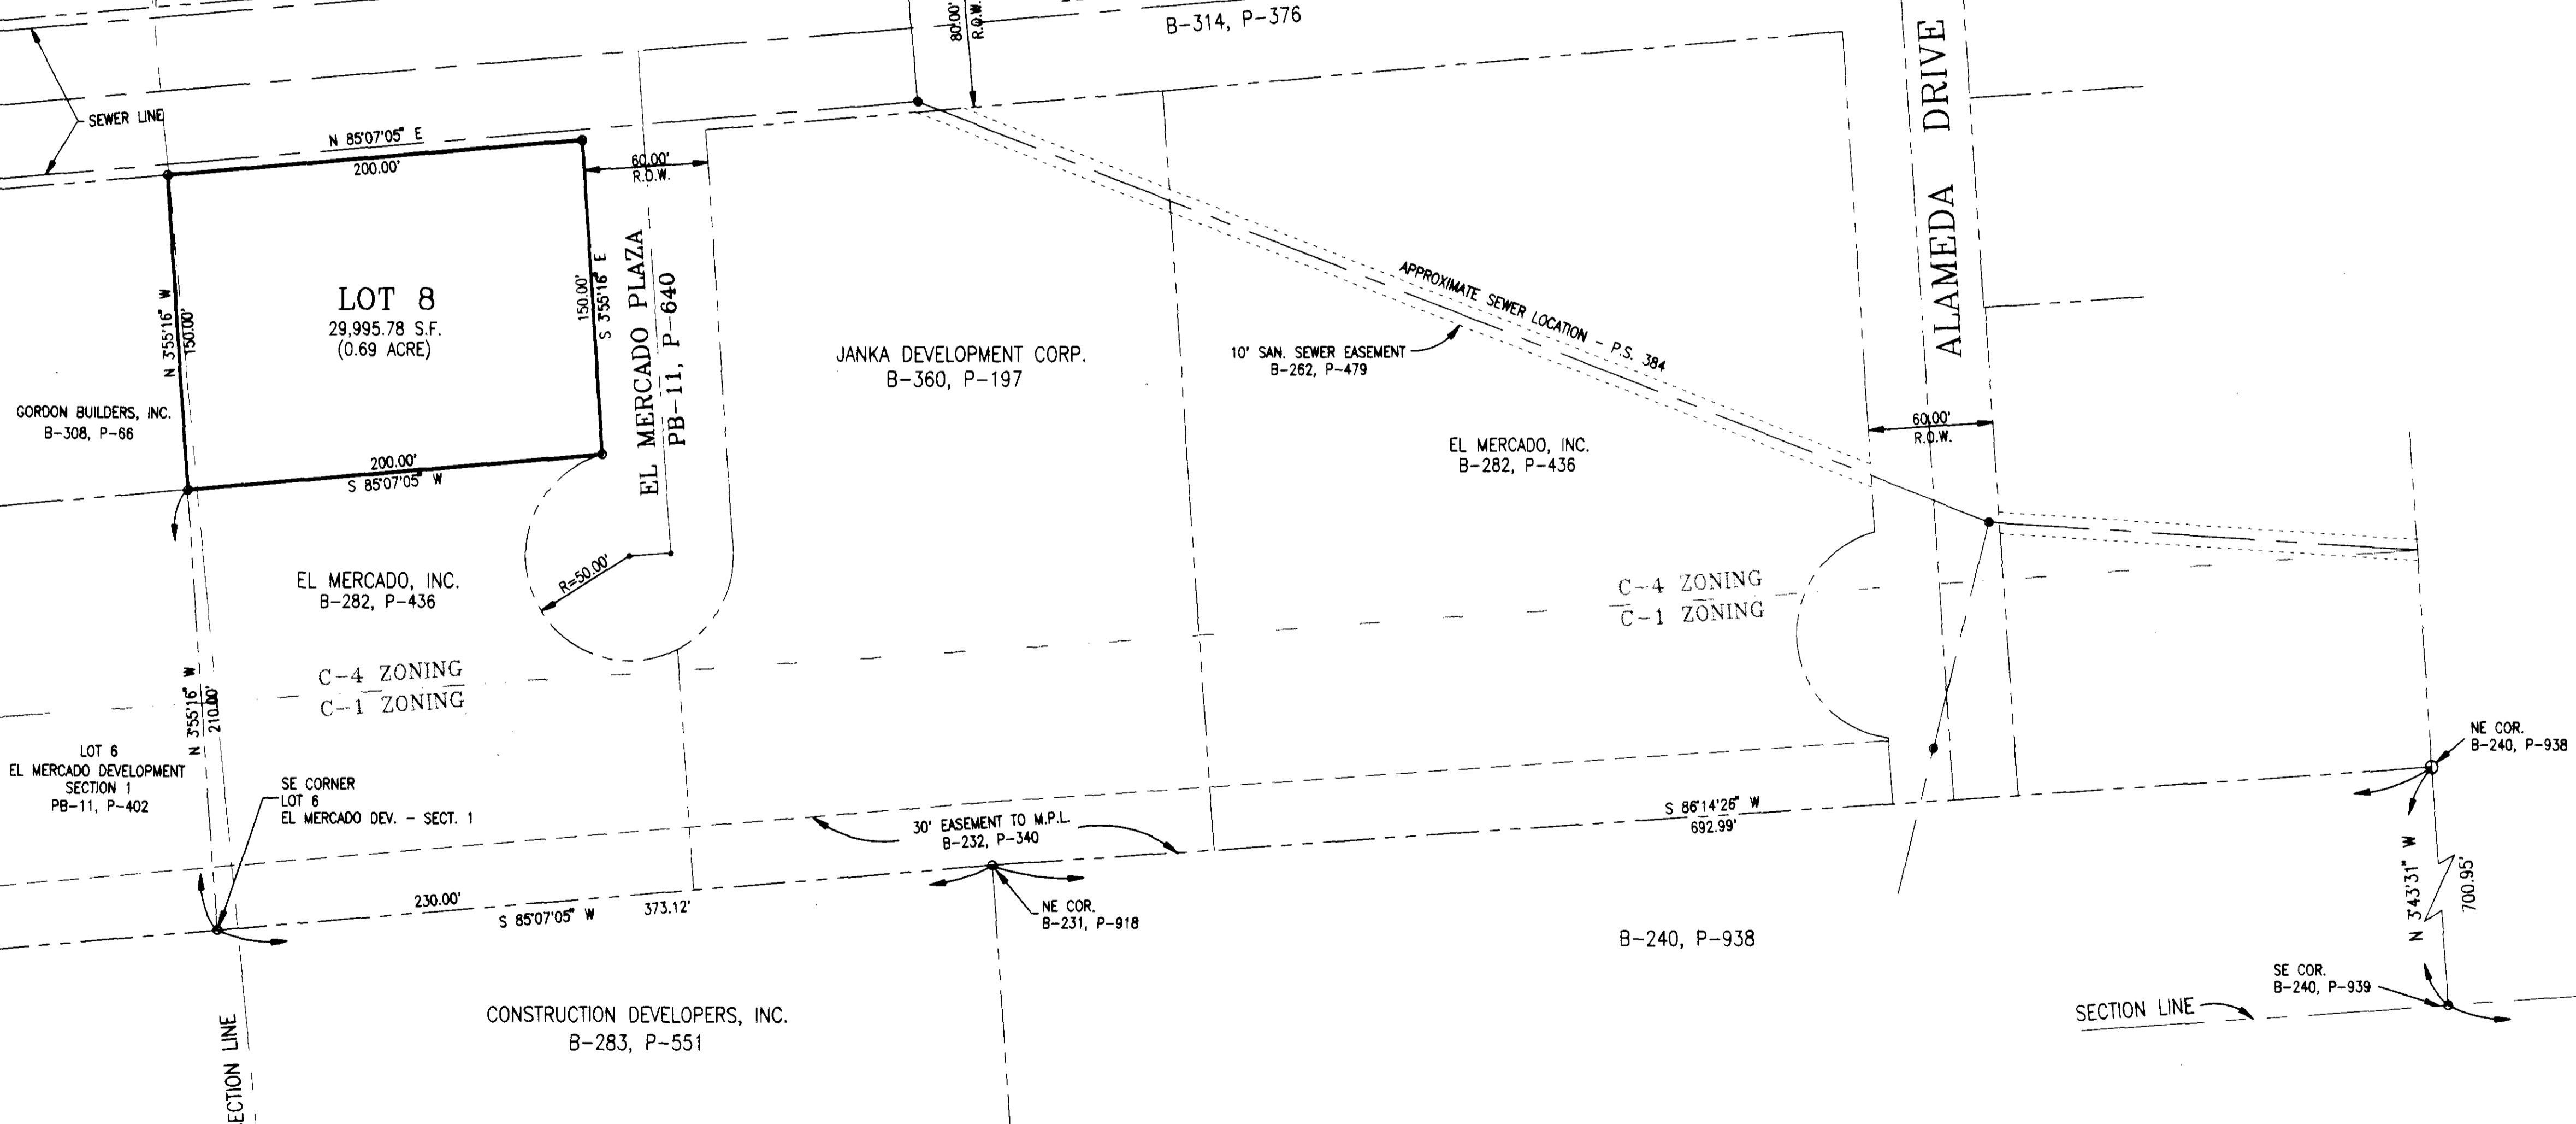 B-314, P-376
80.00'
R.O.W.
SEWER LINE
N 85°07'05" E
200.00'
60.00'
R.O.W.
LOT 8
29,995.78 S.F.
(0.69 ACRE)
N 3°55'16" W
150.00'
150.00'
S 3°55'16" E
EL MERCADO PLAZA
PB-11, P-640
ALAMEDA DRIVE
JANKA DEVELOPMENT CORP.
B-360, P-197
APPROXIMATE SEWER LOCATION - P.S. 384
10' SAN. SEWER EASEMENT
B-262, P-479
GORDON BUILDERS, INC.
B-308, P-66
200.00'
S 85°07'05" W
EL MERCADO, INC.
B-282, P-436
60.00'
R.O.W.
EL MERCADO, INC.
B-282, P-436
R=50.00'
C-4 ZONING
C-1 ZONING
C-4 ZONING
C-1 ZONING
N 3°55'16" W
210.00'
LOT 6
EL MERCADO DEVELOPMENT
SECTION 1
PB-11, P-402
SE CORNER
LOT 6
EL MERCADO DEV. - SECT. 1
30' EASEMENT TO M.P.L.
B-232, P-340
S 86°14'26" W
692.99'
NE COR.
B-240, P-938
230.00'
S 85°07'05" W
373.12'
NE COR.
B-231, P-918
N 3°43'31" W
700.95'
B-240, P-938
SE COR.
B-240, P-939
SECTION LINE
CONSTRUCTION DEVELOPERS, INC.
B-283, P-551
ECTION LINE